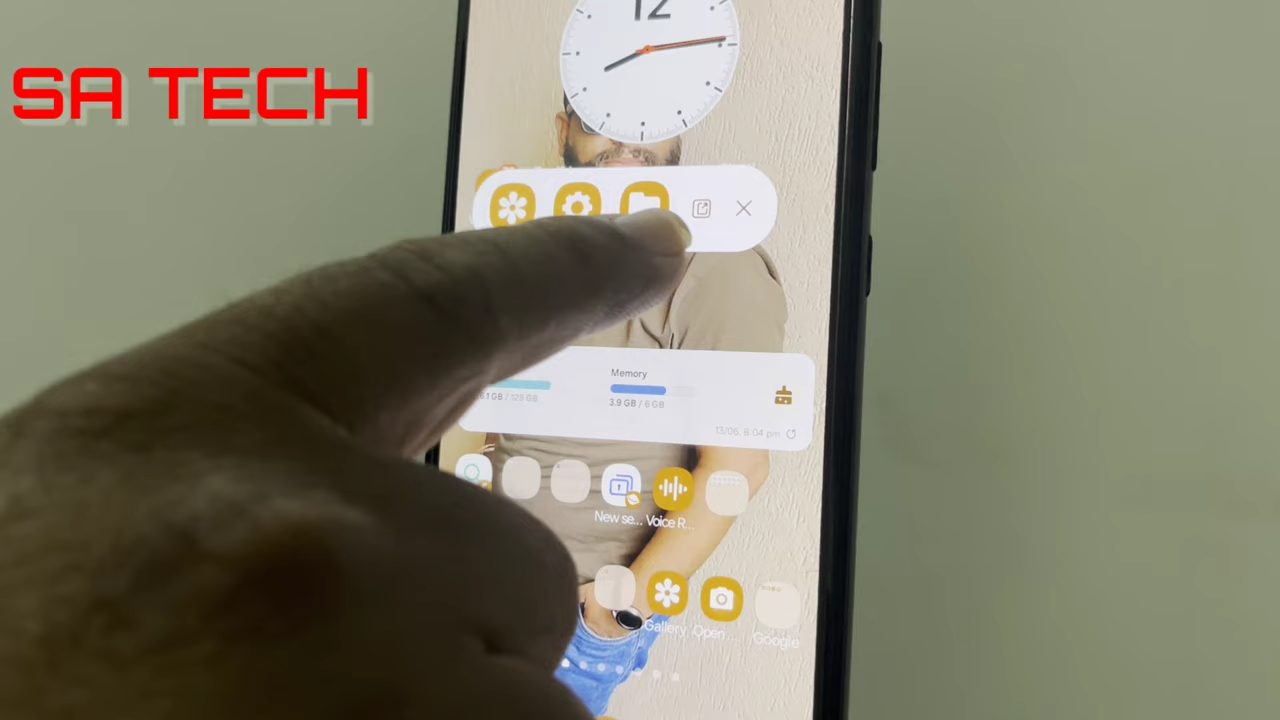 SA TECH
12
Memory
3.9 GB / 6 GB
13/06, 8:04 pm
New se... Voice R...
Gallery Open...
Google